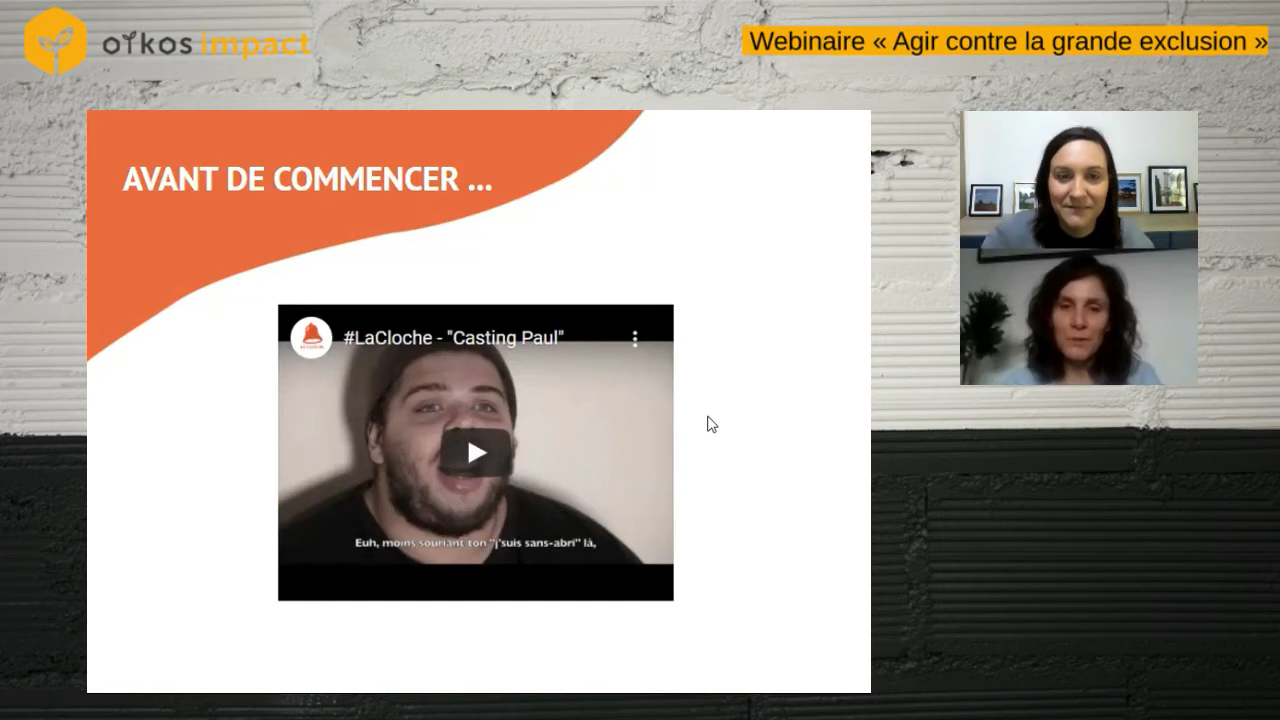 oikos impact
Webinaire « Agir contre la grande exclusion »
AVANT DE COMMENCER ...
#LaCloche - "Casting Paul"
Euh, moins souriant ton "j'suis sans-abri" là,